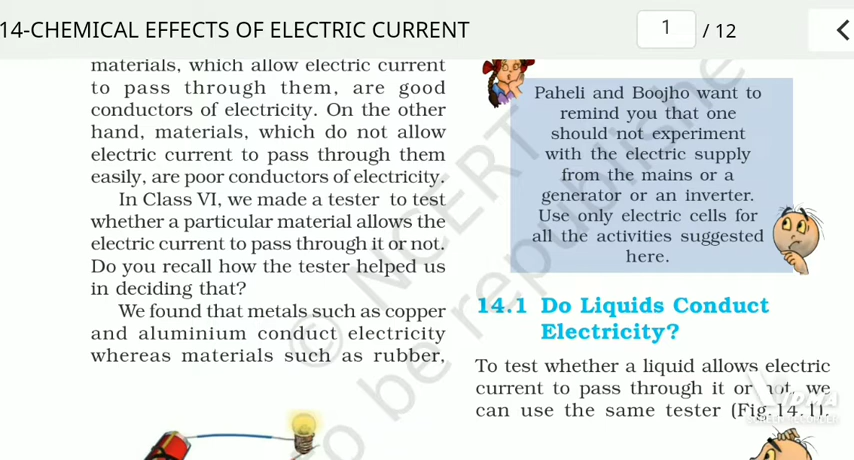 14-CHEMICAL EFFECTS OF ELECTRIC CURRENT
1 / 12
materials, which allow electric current
to pass through them, are good
conductors of electricity. On the other
hand, materials, which do not allow
electric current to pass through them
easily, are poor conductors of electricity.
In Class VI, we made a tester to test
whether a particular material allows the
electric current to pass through it or not.
Do you recall how the tester helped us
in deciding that?
We found that metals such as copper
and aluminium conduct electricity
whereas materials such as rubber,
Paheli and Boojho want to
remind you that one
should not experiment
with the electric supply
from the mains or a
generator or an inverter.
Use only electric cells for
all the activities suggested
here.
14.1 Do Liquids Conduct
Electricity?
To test whether a liquid allows electric
current to pass through it or not, we
can use the same tester (Fig. 14.1).
© NCERT
to be republishe